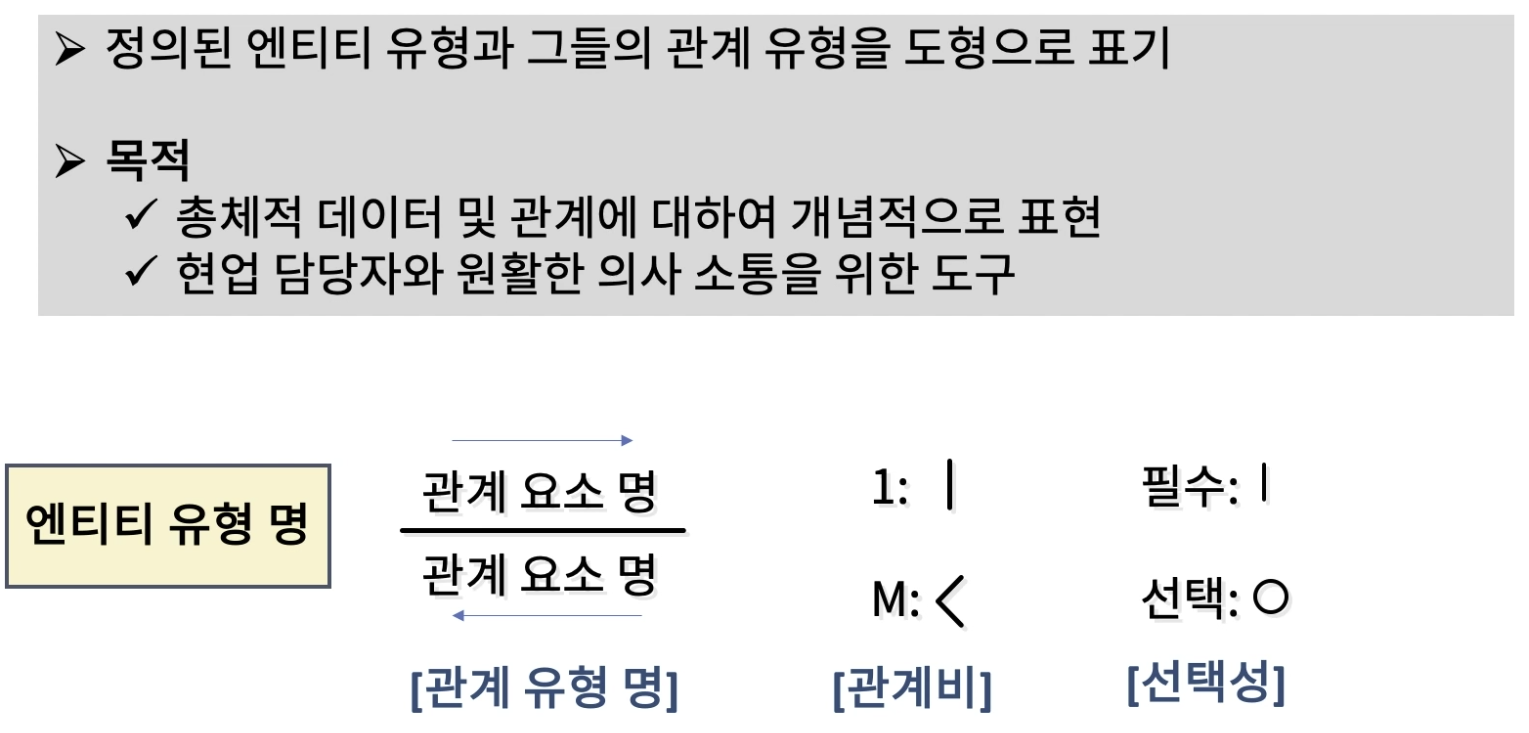 ➢ 정의된 엔티티 유형과 그들의 관계 유형을 도형으로 표기
➢ 목적
✓ 총체적 데이터 및 관계에 대하여 개념적으로 표현
✓ 현업 담당자와 원활한 의사 소통을 위한 도구
엔티티 유형 명
관계 요소 명
관계 요소 명
[관계 유형 명]
1: |
M: <
[관계비]
필수: |
선택: ○
[선택성]